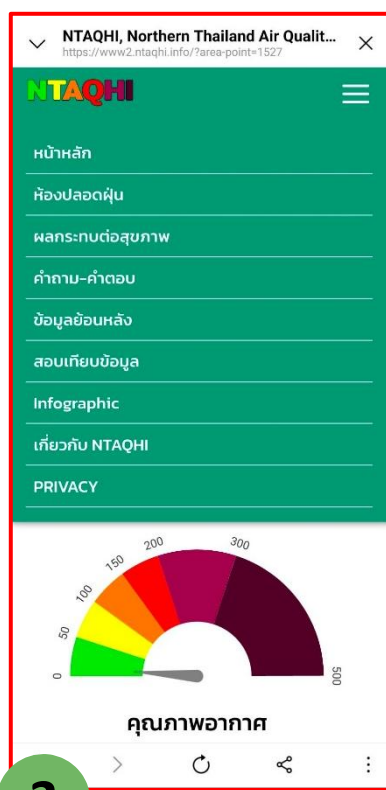 NTAQHI, Northern Thailand Air Qualit...
https://www2.ntaqhi.info/?area-point=1527
NTAQHI
หน้าหลัก
ห้องปลอดฝุ่น
ผลกระทบต่อสุขภาพ
คำถาม-คำตอบ
ข้อมูลย้อนหลัง
สอบเทียบข้อมูล
Infographic
เกี่ยวกับ NTAQHI
PRIVACY
0
50
100
150
200
300
500
คุณภาพอากาศ